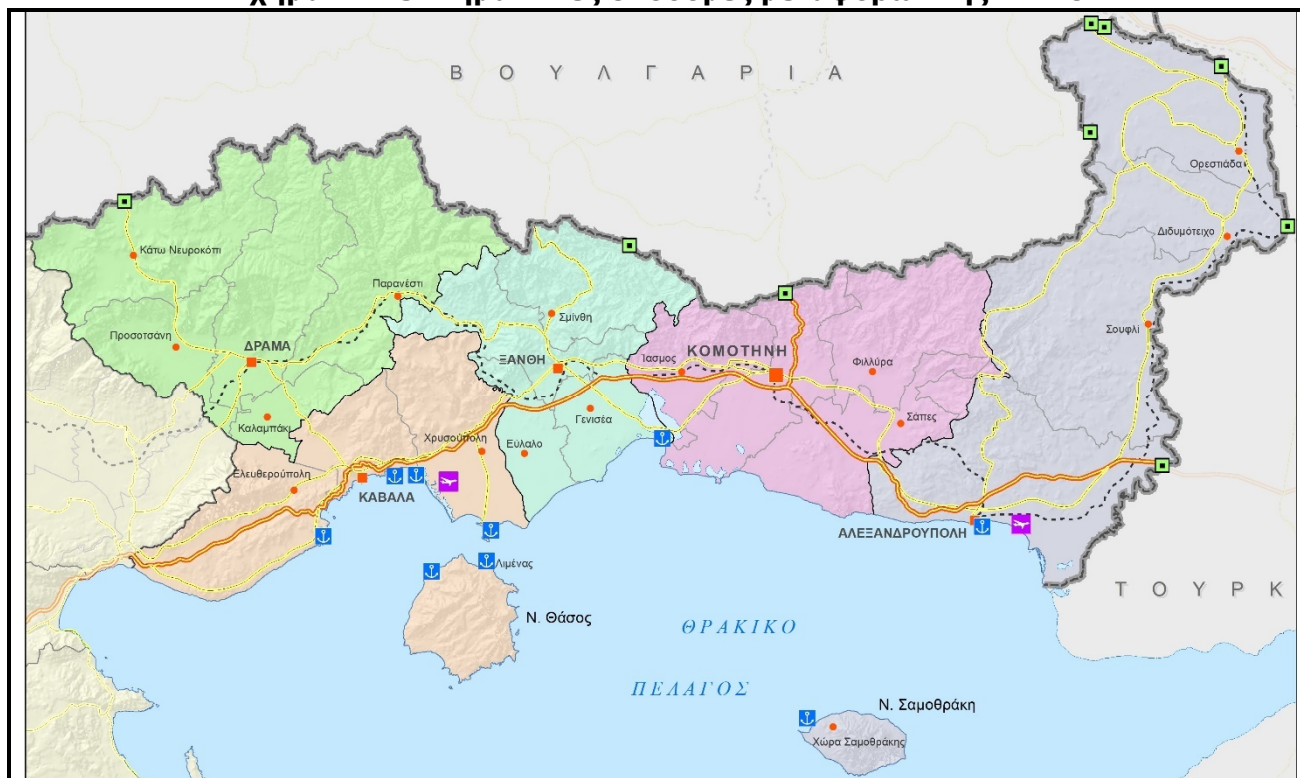 Β Ο Υ Λ Γ Α Ρ Ι Α
Ορεστιάδα
Διδυμότειχο
Κάτω Νευροκόπι
Παρανέστι
Σμίνθη
Σουφλί
Προσοτσάνη
ΔΡΑΜΑ
ΞΑΝΘΗ
Ίασμος
ΚΟΜΟΤΗΝΗ
Φιλλύρα
Καλαμπάκι
Γενισέα
Σάπες
Χρυσούπολη
Εύλαλο
Ελευθερούπολη
ΚΑΒΑΛΑ
ΑΛΕΞΑΝΔΡΟΥΠΟΛΗ
Λιμένας
Τ Ο Υ Ρ Κ
Ν. Θάσος
ΘΡΑΚΙΚΟ
ΠΕΛΑΓΟΣ
Ν. Σαμοθράκη
Χώρα Σαμοθράκης